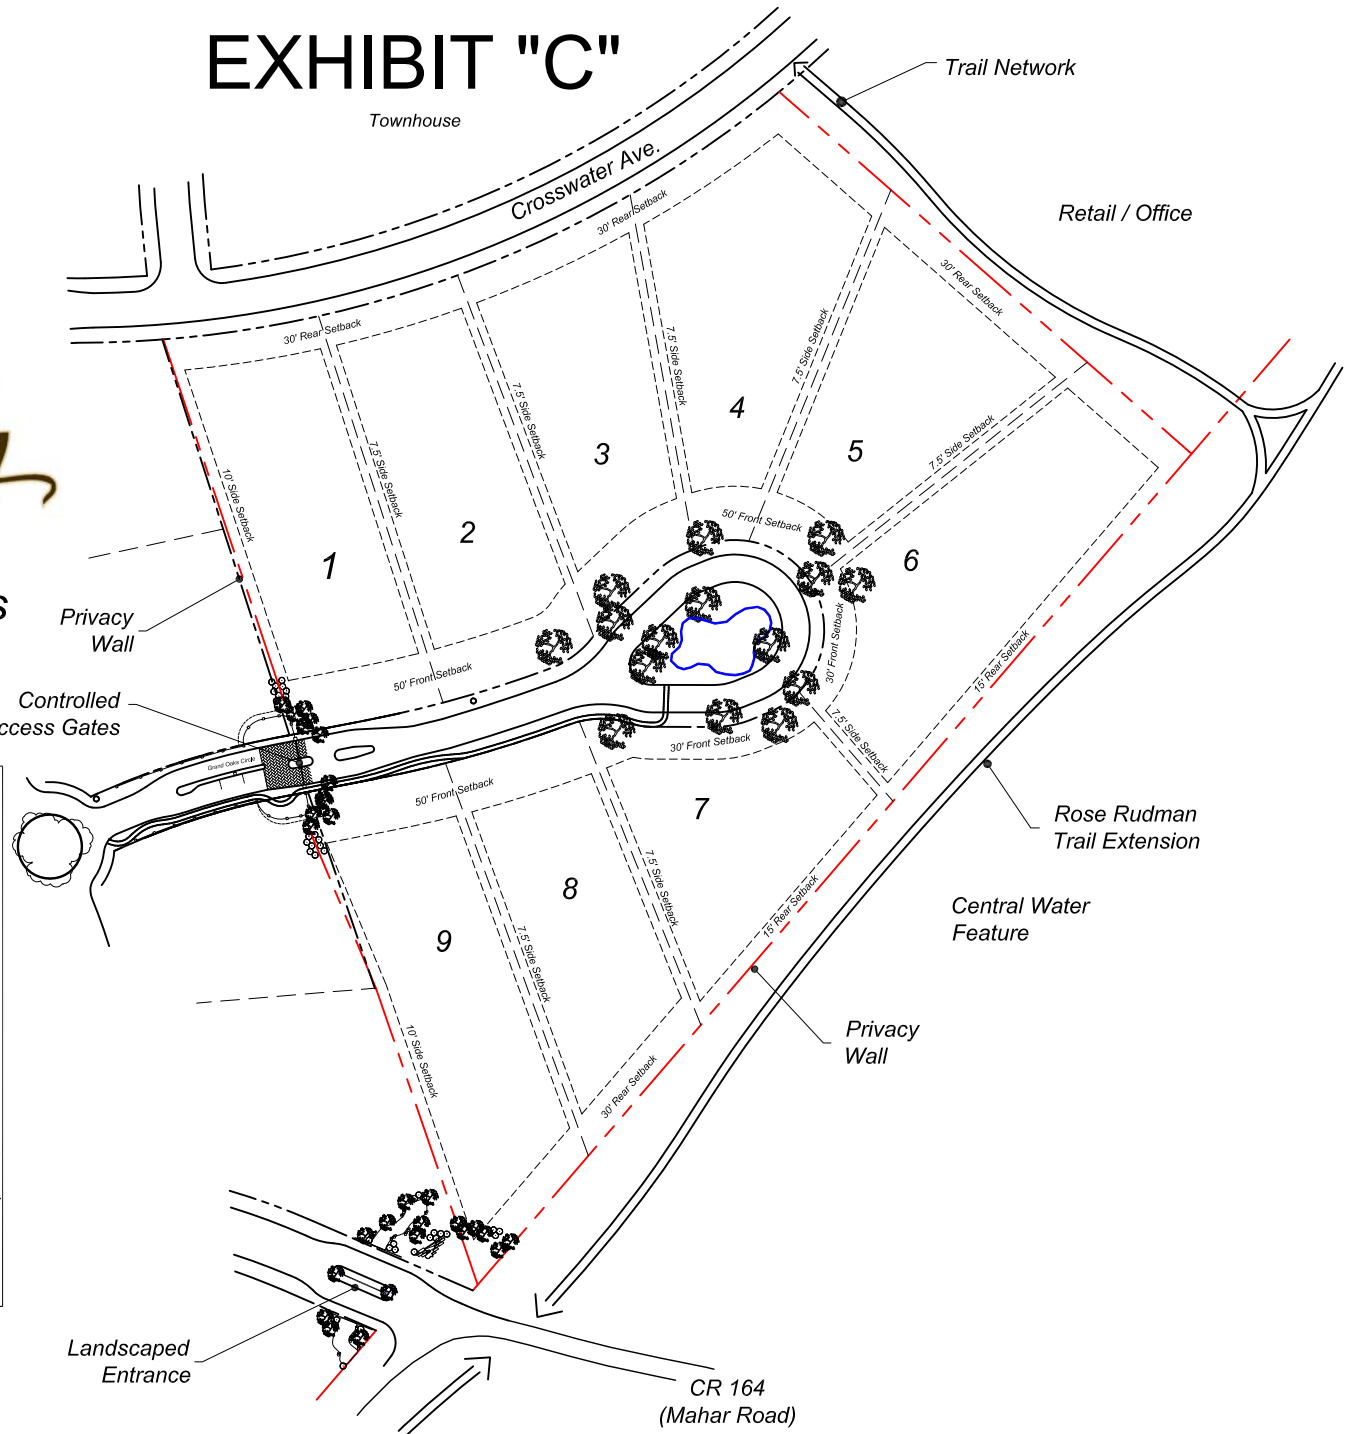 EXHIBIT "C"
Townhouse
Trail Network
Crosswater Ave.
Retail / Office
30' Rear Setback
30' Rear Setback
30' Rear Setback
7.5' Side Setback
7.5' Side Setback
7.5' Side Setback
7.5' Side Setback
7.5' Side Setback
10' Side Setback
1
2
3
4
5
6
50' Front Setback
50' Front Setback
30' Front Setback
30' Front Setback
15' Rear Setback
7.5' Side Setback
s
Privacy
Wall
Controlled
ccess Gates
Grand Oaks Circle
50' Front Setback
7
8
9
7.5' Side Setback
7.5' Side Setback
15' Rear Setback
30' Rear Setback
10' Side Setback
Rose Rudman
Trail Extension
Central Water
Feature
Privacy
Wall
Landscaped
Entrance
CR 164
(Mahar Road)